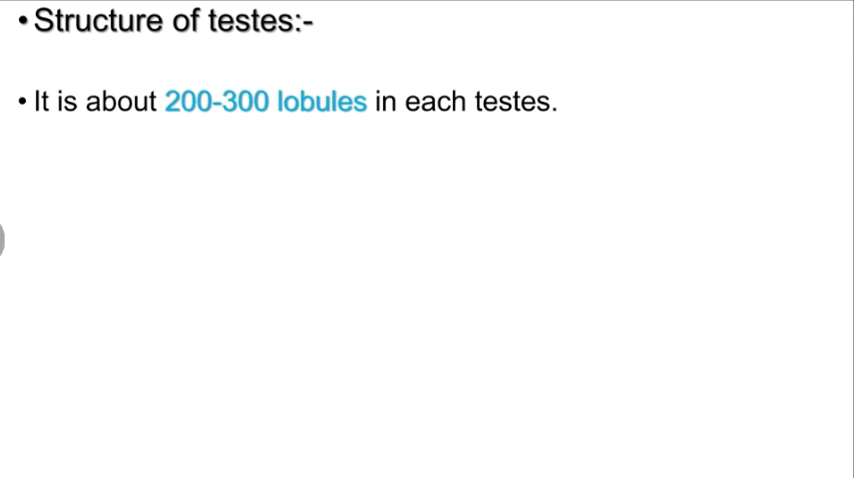 • Structure of testes:-
• It is about 200-300 lobules in each testes.